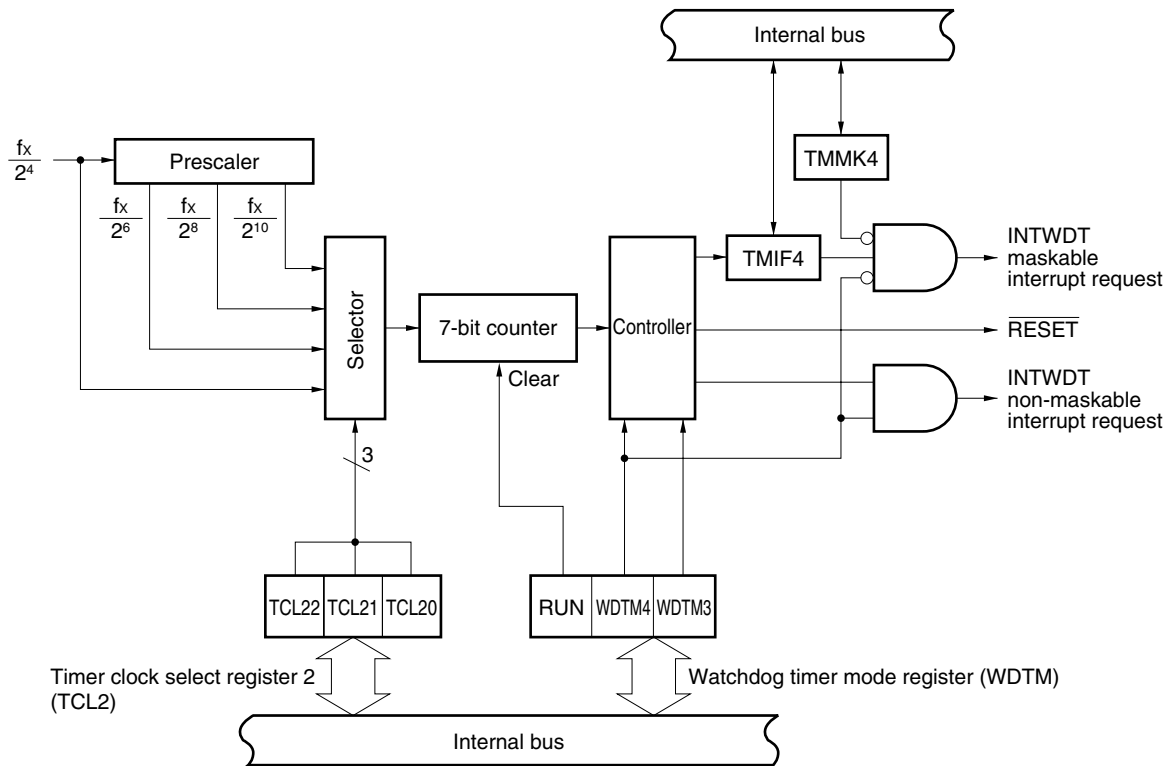 Internal bus
fx
2⁴
Prescaler
TMMK4
fx
2⁶
fx
2⁸
fx
2¹⁰
INTWDT
maskable
interrupt request
TMIF4
Selector
7-bit counter
Controller
RESET
Clear
INTWDT
non-maskable
interrupt request
3
TCL22 TCL21 TCL20
RUN WDTM4 WDTM3
Timer clock select register 2
(TCL2)
Watchdog timer mode register (WDTM)
Internal bus